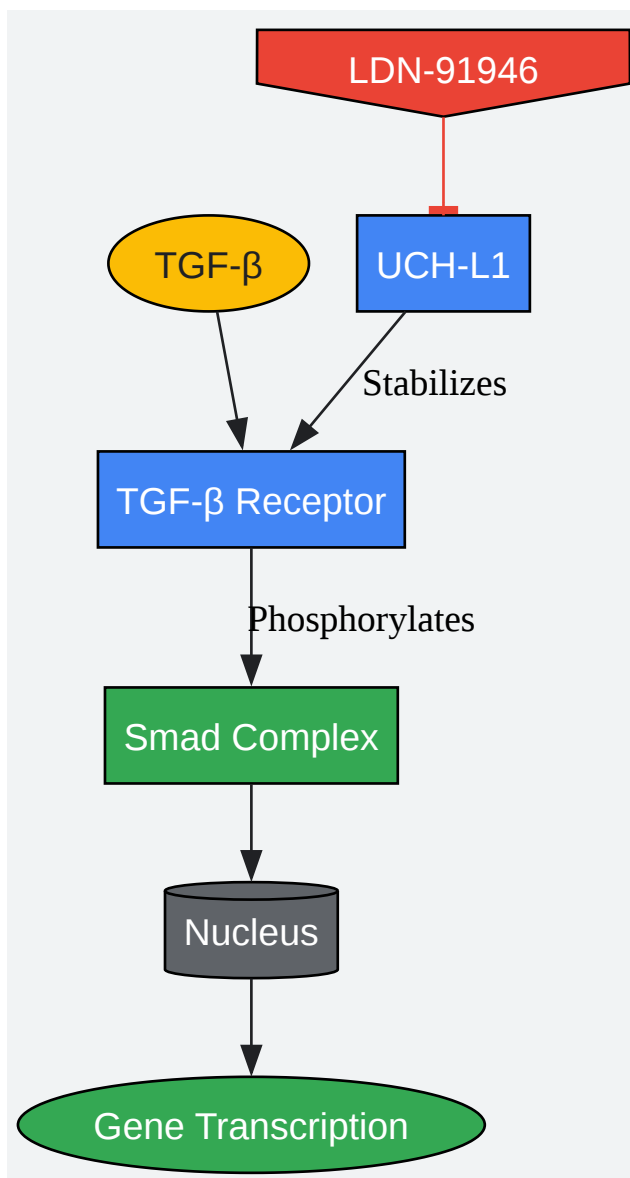 LDN-91946
TGF-β
UCH-L1
Stabilizes
TGF-β Receptor
Phosphorylates
Smad Complex
Nucleus
Gene Transcription